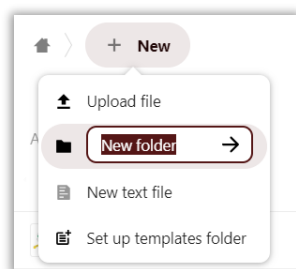 + New
Upload file
New folder
New text file
Set up templates folder